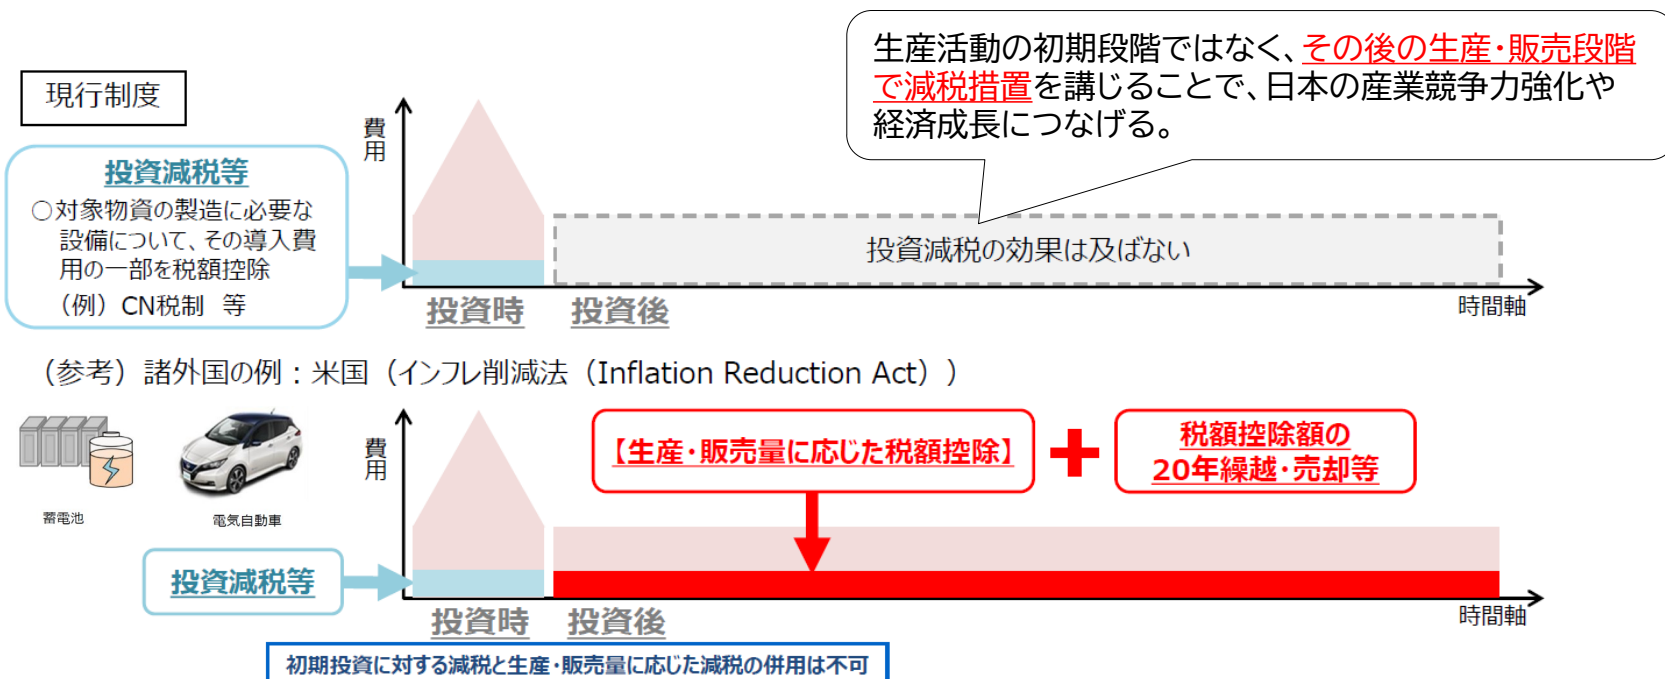 生産活動の初期段階ではなく、その後の生産・販売段階
で減税措置を講じることで、日本の産業競争力強化や
経済成長につなげる。
現行制度
費用
投資減税等
○対象物資の製造に必要な
設備について、その導入費
用の一部を税額控除
（例）CN税制 等
投資減税の効果は及ばない
投資時 投資後
時間軸
（参考）諸外国の例：米国（インフレ削減法（Inflation Reduction Act））
費用
【生産・販売量に応じた税額控除】
税額控除額の
20年繰越・売却等
蓄電池
電気自動車
投資減税等
投資時 投資後
時間軸
初期投資に対する減税と生産・販売量に応じた減税の併用は不可